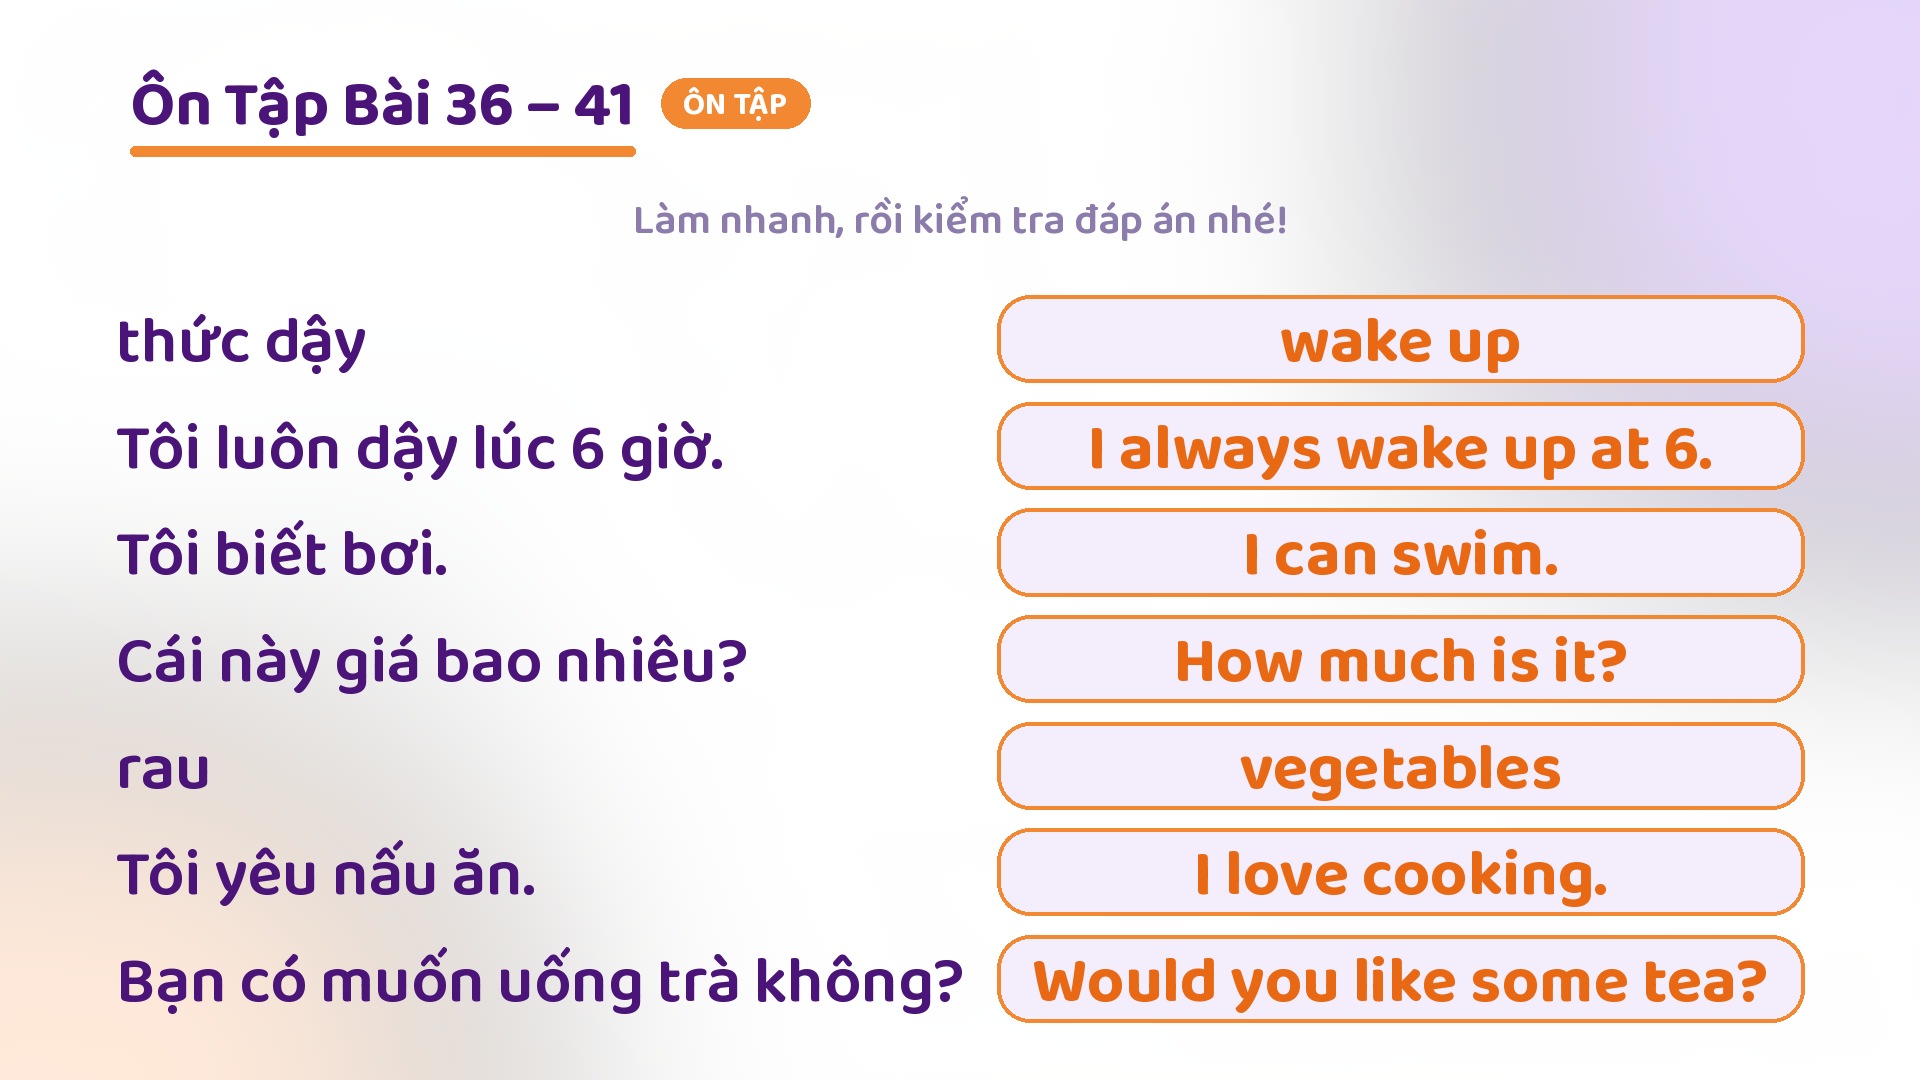 Ôn Tập Bài 36 – 41
ÔN TẬP
Làm nhanh, rồi kiểm tra đáp án nhé!
thức dậy
wake up
Tôi luôn dậy lúc 6 giờ.
I always wake up at 6.
Tôi biết bơi.
I can swim.
Cái này giá bao nhiêu?
How much is it?
rau
vegetables
Tôi yêu nấu ăn.
I love cooking.
Bạn có muốn uống trà không?
Would you like some tea?